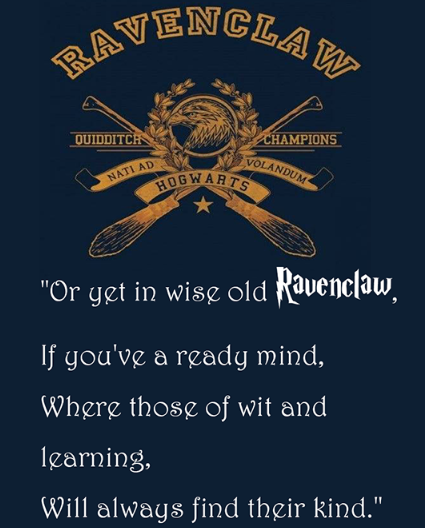 RAVENCLAW
QUIDDITCH CHAMPIONS
NATI AD VOLANDUM
HOGWARTS
"Or yet in wise old Ravenclaw,
If you've a ready mind,
Where those of wit and
learning,
Will always find their kind."